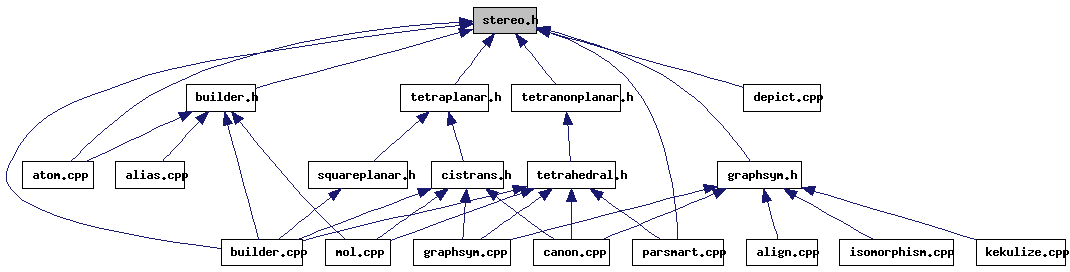 stereo.h
builder.h
tetraplanar.h
tetranonplanar.h
depict.cpp
atom.cpp
alias.cpp
squareplanar.h
cistrans.h
tetrahedral.h
graphsym.h
builder.cpp
mol.cpp
graphsym.cpp
canon.cpp
parsmart.cpp
align.cpp
isomorphism.cpp
kekulize.cpp